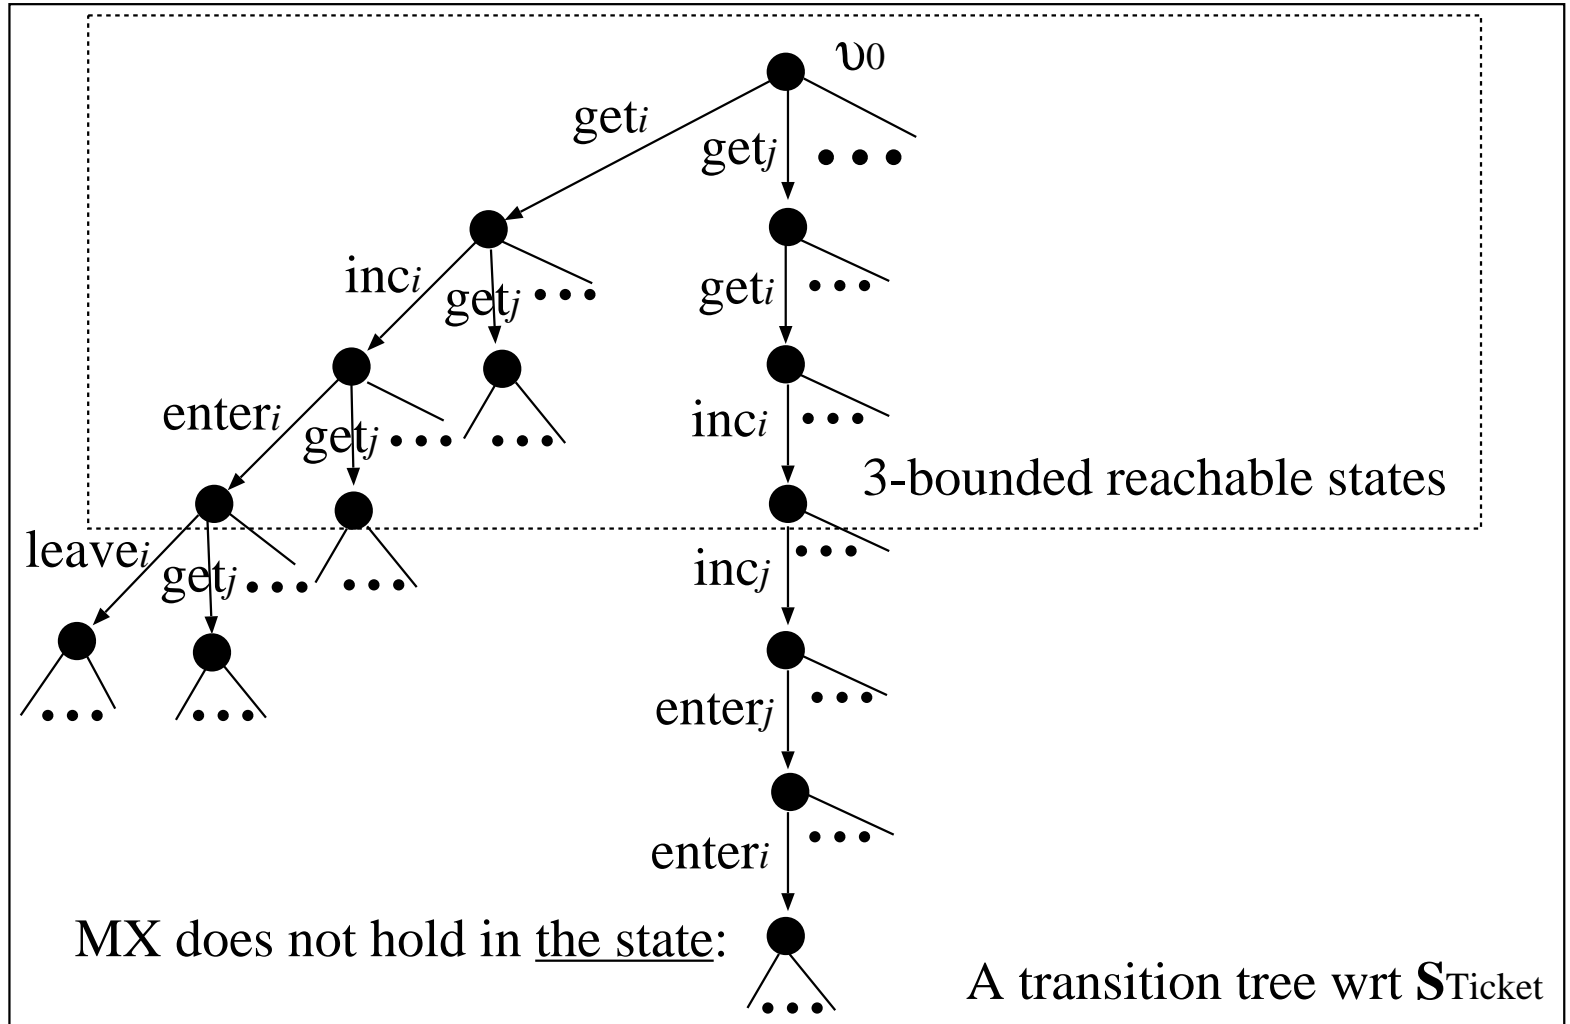 υ0
geti
getj
inci
getj
geti
enteri
getj
inci
3-bounded reachable states
leavei
getj
incj
enterj
enteri
MX does not hold in the state:
A transition tree wrt STicket